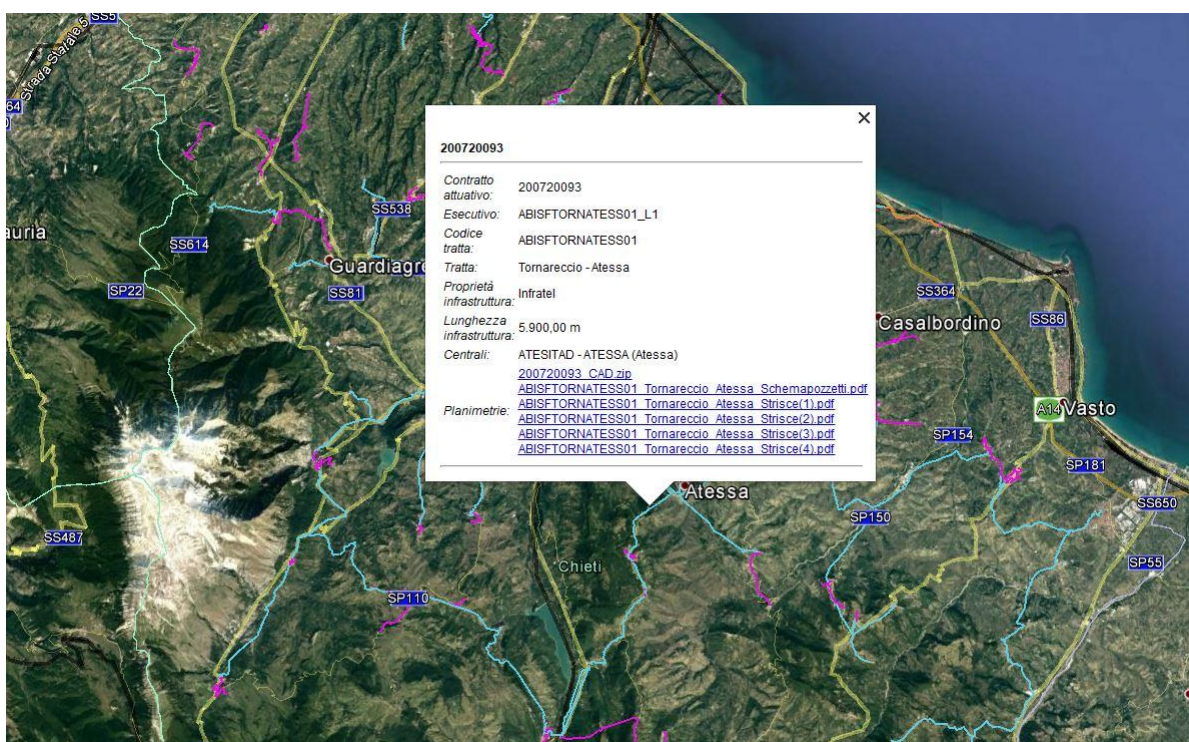 SS5
Strada Statale 5
64
200720093
Contratto
attuativo: 200720093
Esecutivo: ABISFTORNATESS01_L1
Codice
tratta: ABISFTORNATESS01
Tratta: Tornareccio - Atessa
Proprietà
infrastruttura: Infratel
Lunghezza
infrastruttura: 5.900,00 m
Centrali: ATESITAD - ATESSA (Atessa)
Planimetrie: 200720093_CAD.zip
ABISFTORNATESS01_Tornareccio_Atessa_Schemapozzetti.pdf
ABISFTORNATESS01_Tornareccio_Atessa_Strisce(1).pdf
ABISFTORNATESS01_Tornareccio_Atessa_Strisce(2).pdf
ABISFTORNATESS01_Tornareccio_Atessa_Strisce(3).pdf
ABISFTORNATESS01_Tornareccio_Atessa_Strisce(4).pdf
SS538
auria
SS614
Guardiagre
SP22
SS81
SS364
Casalbordino
SS86
A14
Vasto
SP154
SP181
Atessa
SS650
SP150
SS487
Chieti
SP55
SP110